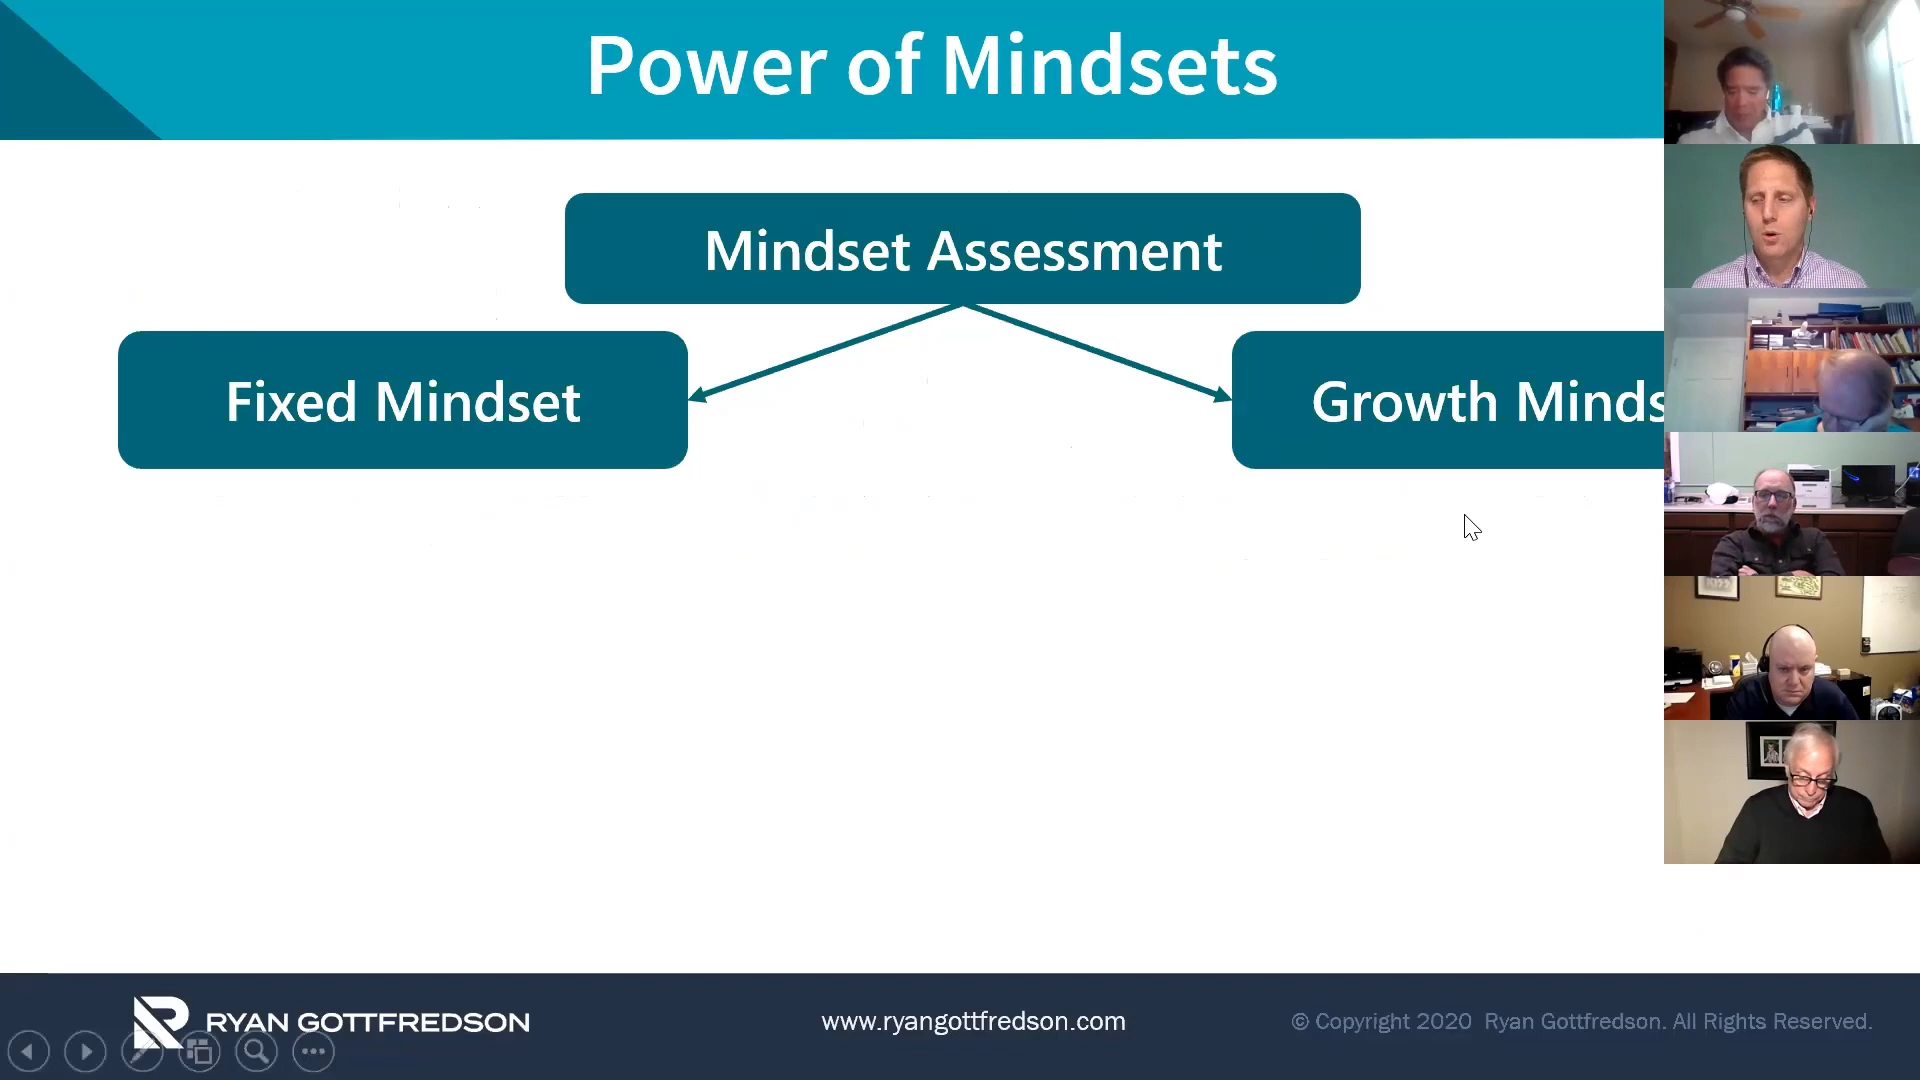 Power of Mindsets
Mindset Assessment
Fixed Mindset
Growth Minds
RYAN GOTTFREDSON
www.ryangottfredson.com
© Copyright 2020 Ryan Gottfredson. All Rights Reserved.